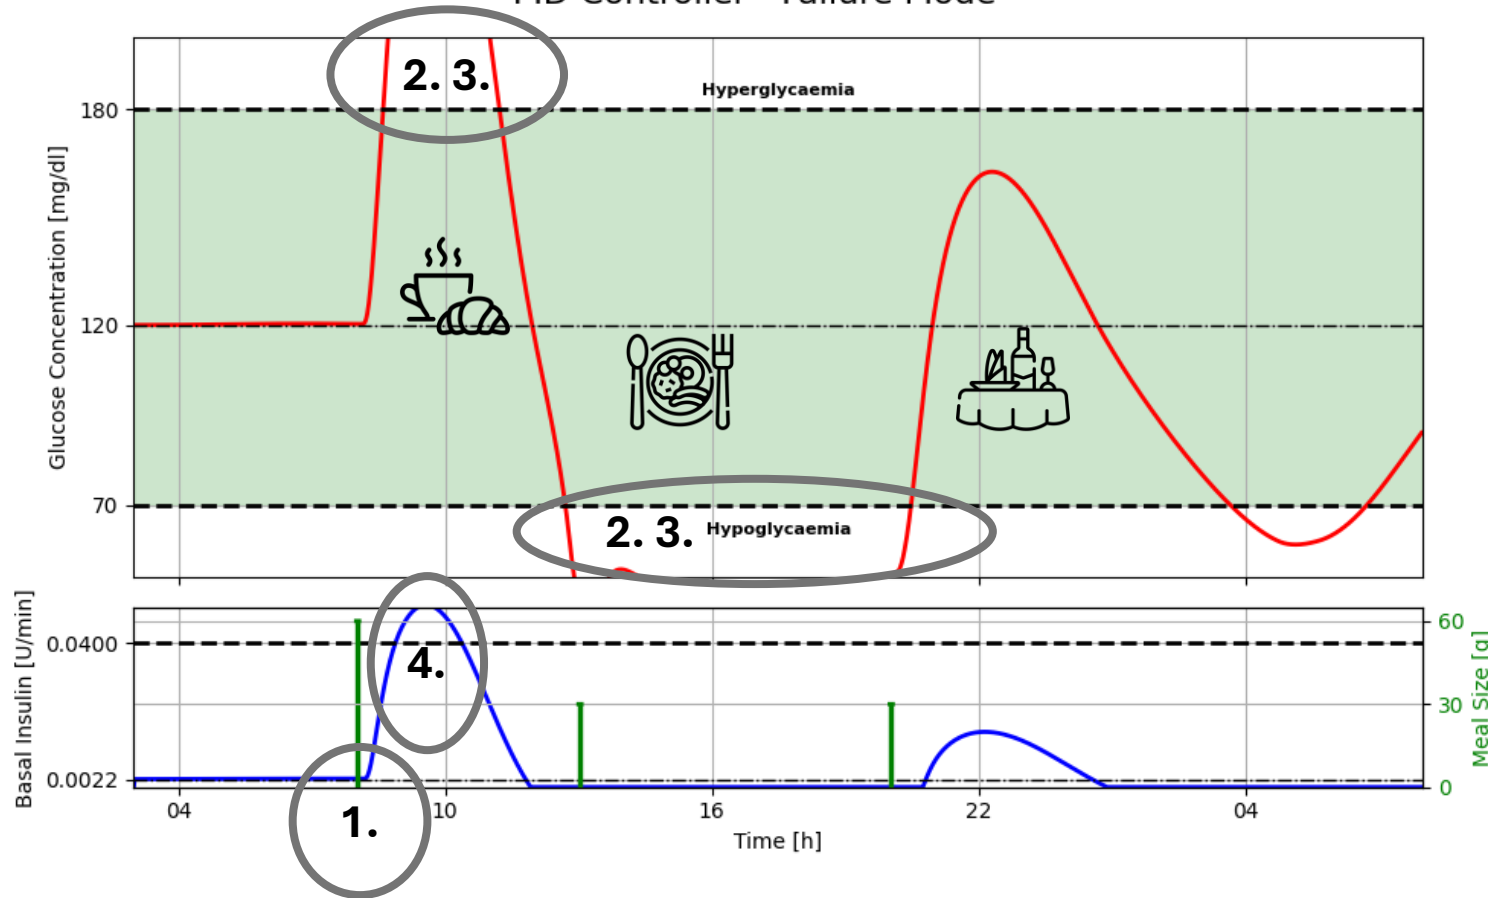 2. 3.
Hyperglycaemia
180
120
70
Glucose Concentration [mg/dl]
2. 3.
Hypoglycaemia
Basal Insulin [U/min]
0.0400
0.0022
4.
1.
60
30
0
Meal Size [g]
04
10
16
22
04
Time [h]